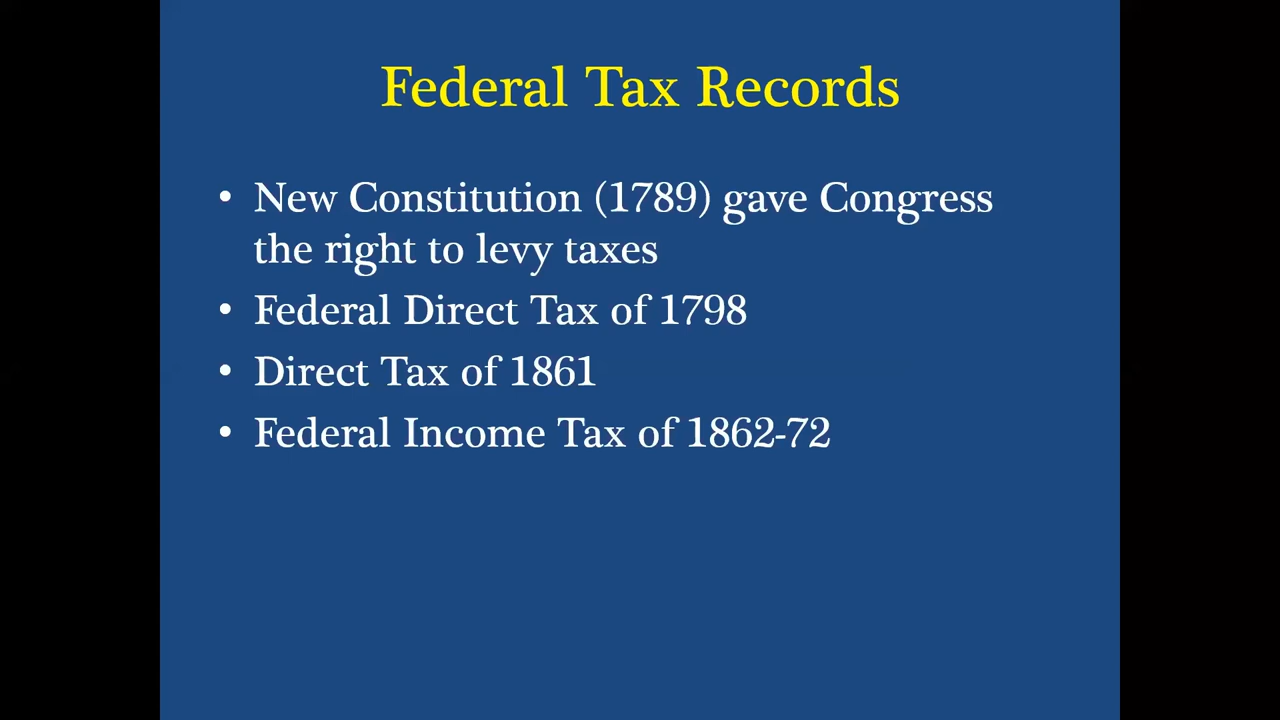 Federal Tax Records
• New Constitution (1789) gave Congress
the right to levy taxes
• Federal Direct Tax of 1798
• Direct Tax of 1861
• Federal Income Tax of 1862-72